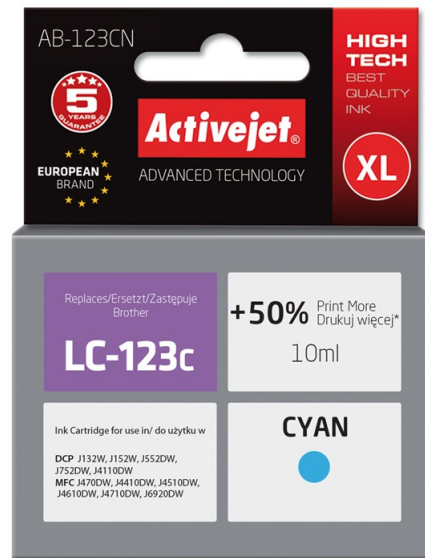 AB-123CN
HIGH
TECH
BEST
QUALITY
INK
5
YEARS
GUARANTEE
Activejet®
EUROPEAN
BRAND
ADVANCED TECHNOLOGY
XL
Replaces/Ersetzt/Zastępuje
Brother
LC-123c
+50% Print More
Drukuj więcej*
10ml
Ink Cartridge for use in/ do użytku w
DCP J132W, J152W, J552DW,
J752DW, J4110DW
MFC J470DW, J4410DW, J4510DW,
J4610DW, J4710DW, J6920DW
CYAN